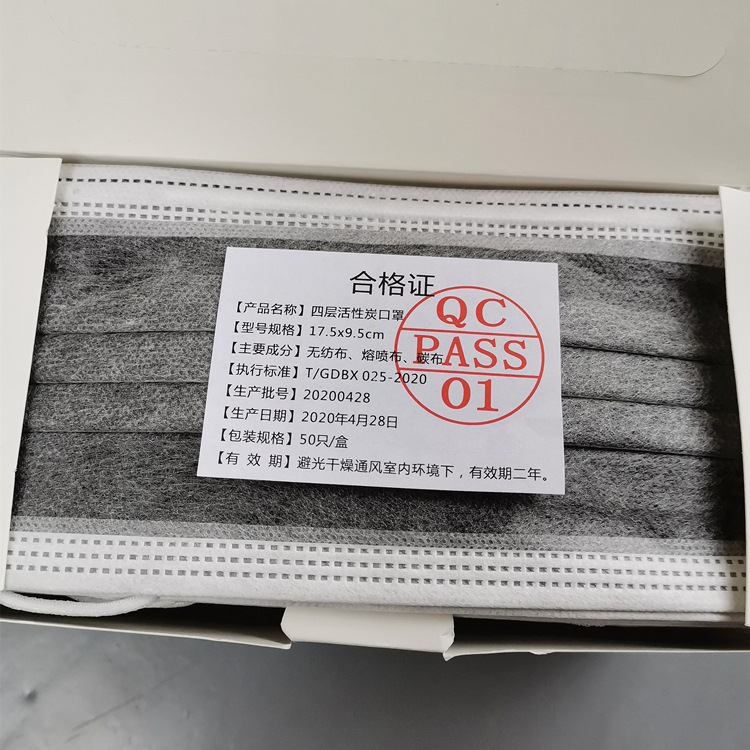 合格证
【产品名称】四层活性炭口罩
【型号规格】17.5x9.5cm
【主要成分】无纺布、熔喷布、碳布
【执行标准】T/GDBX 025-2020
【生产批号】20200428
【生产日期】2020年4月28日
【包装规格】50只/盒
【有 效 期】避光干燥通风室内环境下，有效期二年。
QC
PASS
01